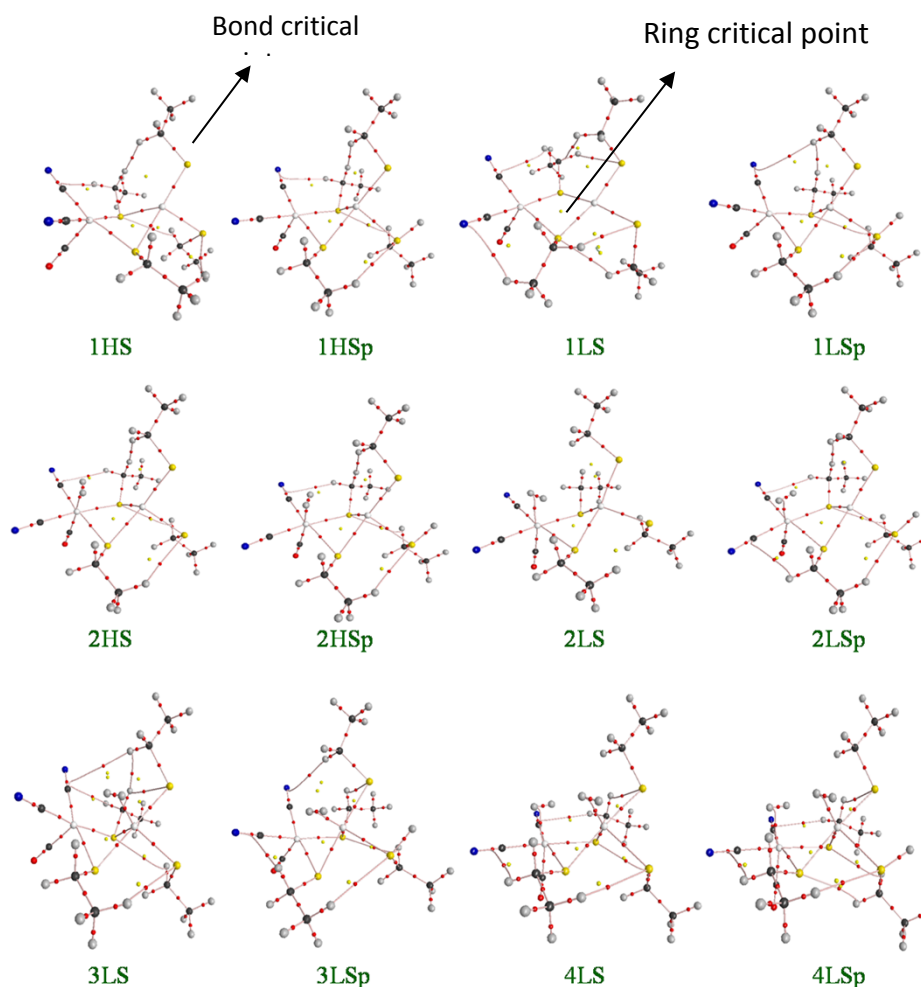 Bond critical
Ring critical point
1HS 1HSp 1LS 1LSp
2HS 2HSp 2LS 2LSp
3LS 3LSp 4LS 4LSp